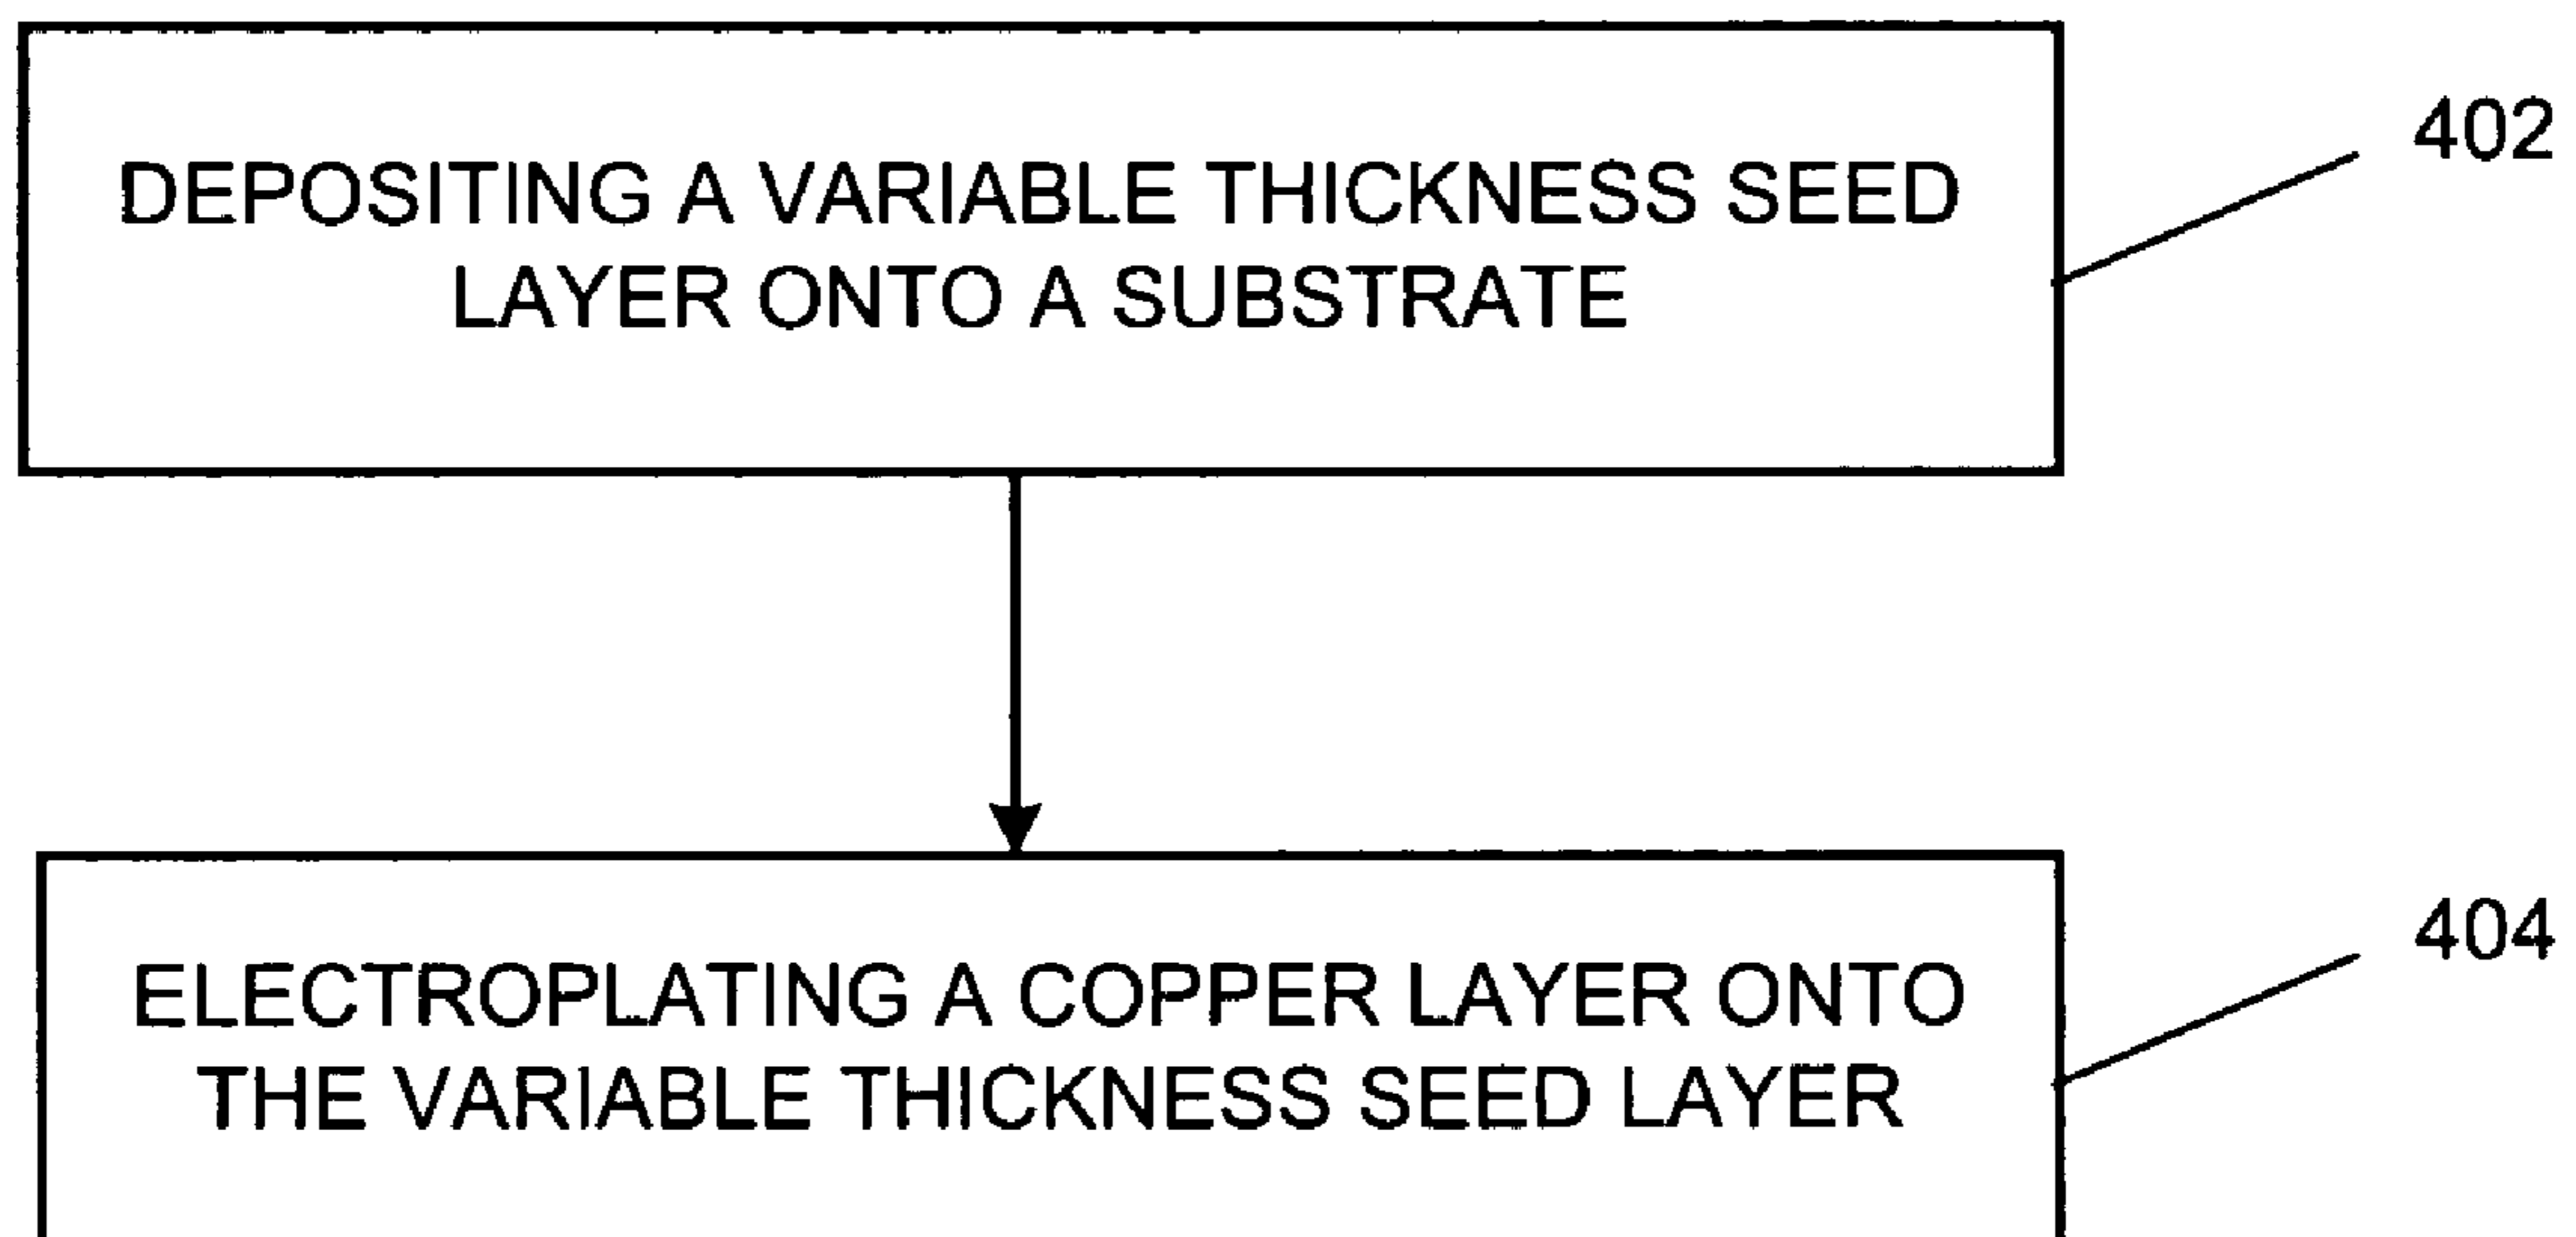 402
DEPOSITING A VARIABLE THICKNESS SEED
LAYER ONTO A SUBSTRATE
404
ELECTROPLATING A COPPER LAYER ONTO
THE VARIABLE THICKNESS SEED LAYER